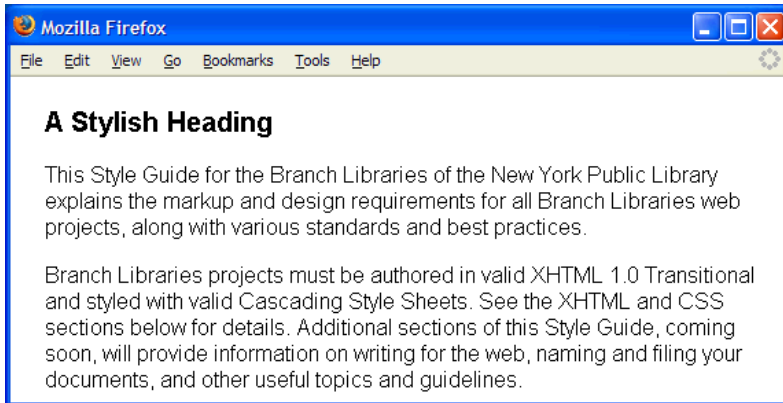 Mozilla Firefox
File Edit View Go Bookmarks Tools Help
A Stylish Heading
This Style Guide for the Branch Libraries of the New York Public Library
explains the markup and design requirements for all Branch Libraries web
projects, along with various standards and best practices.
Branch Libraries projects must be authored in valid XHTML 1.0 Transitional
and styled with valid Cascading Style Sheets. See the XHTML and CSS
sections below for details. Additional sections of this Style Guide, coming
soon, will provide information on writing for the web, naming and filing your
documents, and other useful topics and guidelines.